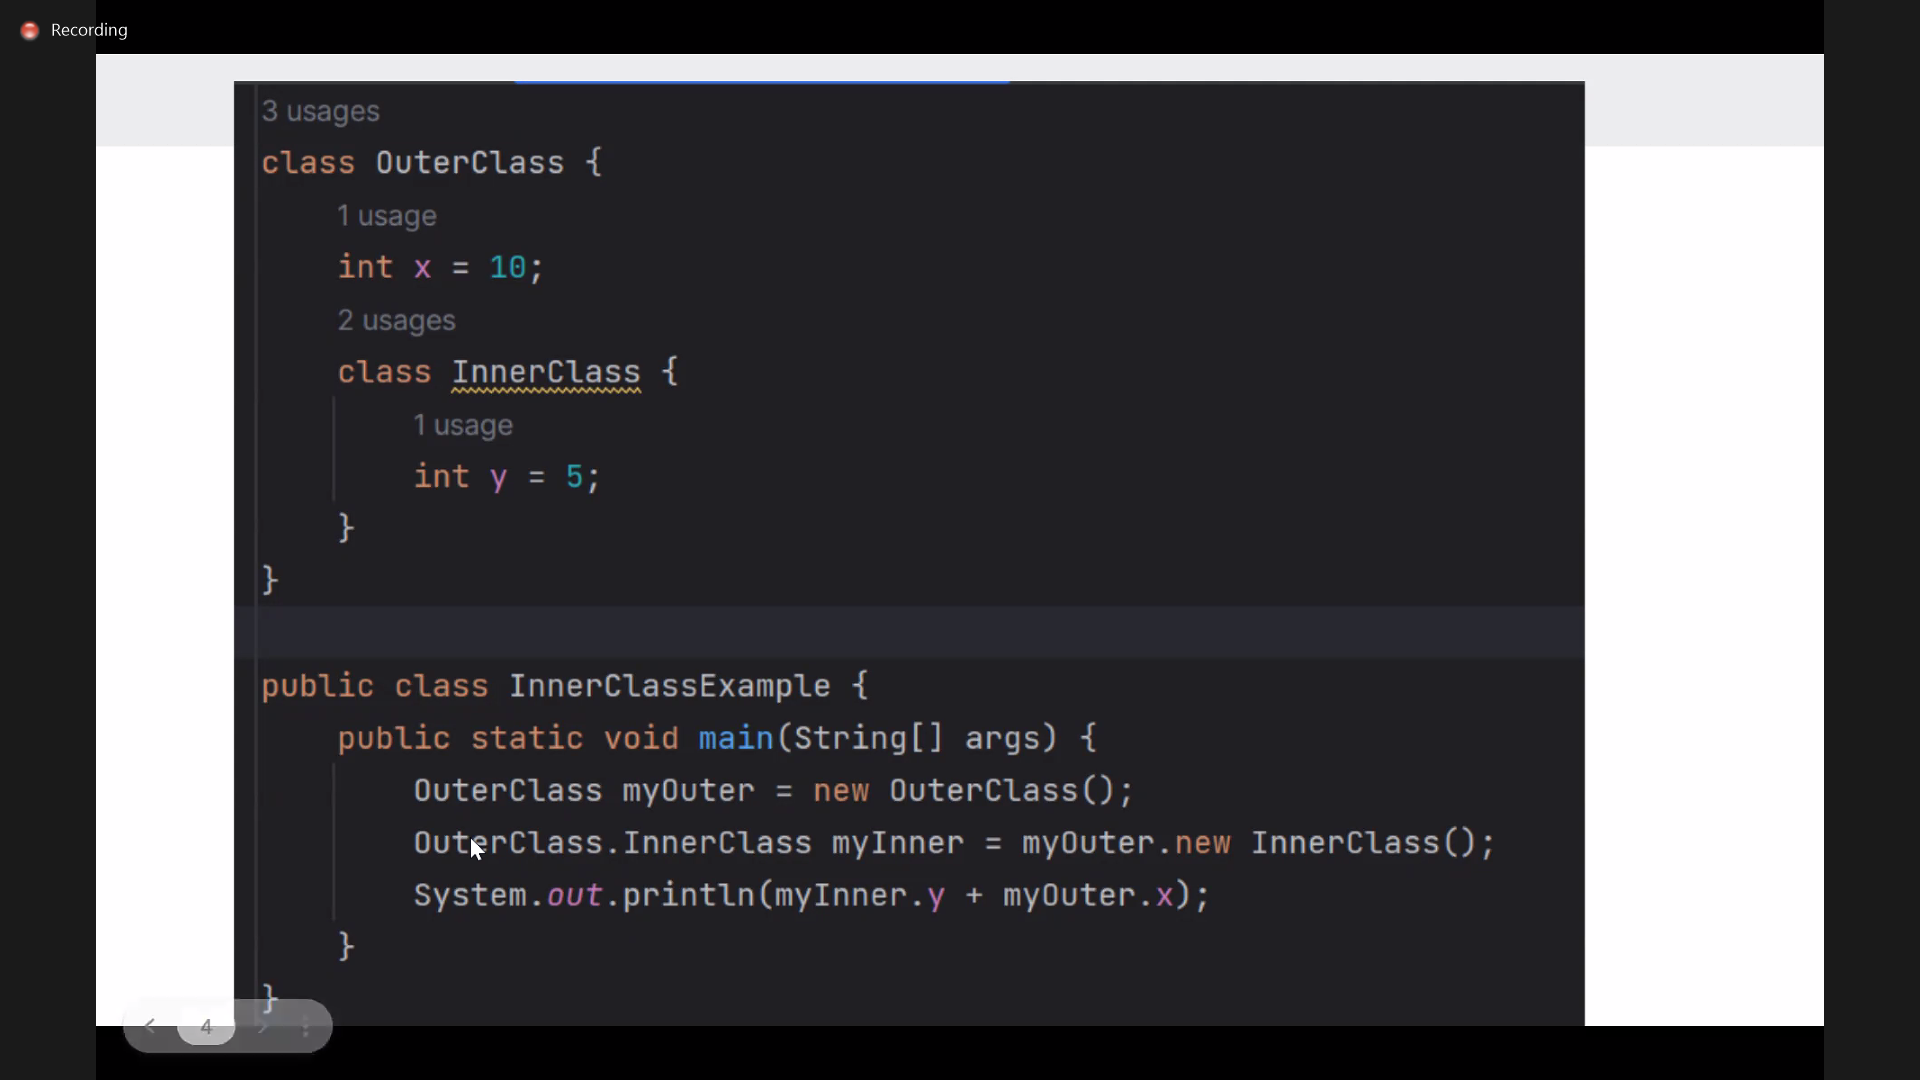 Recording
3 usages
class OuterClass {
1 usage
int x = 10;
2 usages
class InnerClass {
1 usage
int y = 5;
}
}
public class InnerClassExample {
public static void main(String[] args) {
OuterClass myOuter = new OuterClass();
OuterClass.InnerClass myInner = myOuter.new InnerClass();
System.out.println(myInner.y + myOuter.x);
}
}
4